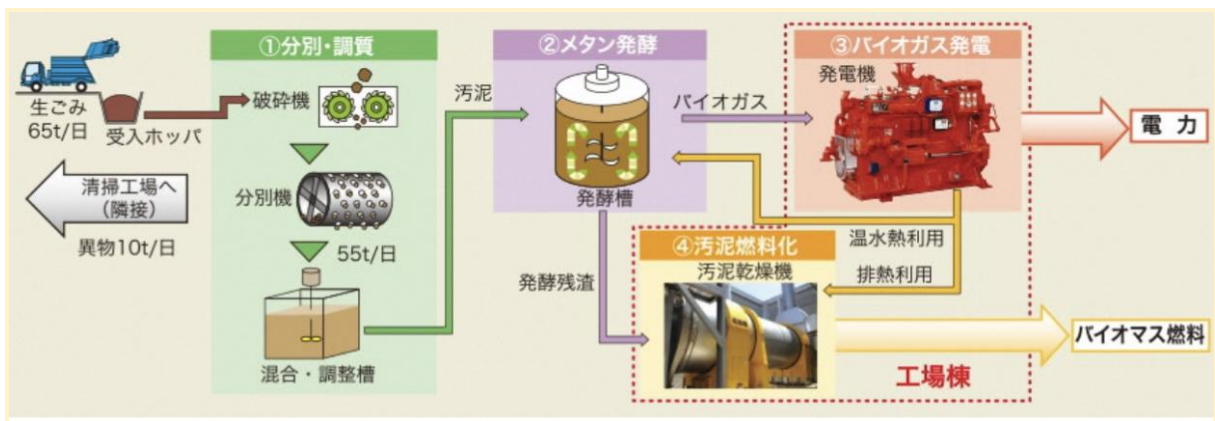 ①分別・調質
生ごみ
65t/日
受入ホッパ
破砕機
分別機
55t/日
混合・調整槽
清掃工場へ
(隣接)
異物10t/日
汚泥
②メタン発酵
発酵槽
バイオガス
発酵残渣
③バイオガス発電
発電機
電力
温水熱利用
排熱利用
④汚泥燃料化
汚泥乾燥機
バイオマス燃料
工場棟